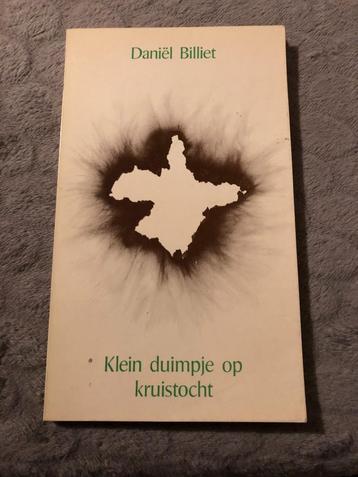 Daniël Billiet
Klein duimpje op
kruistocht